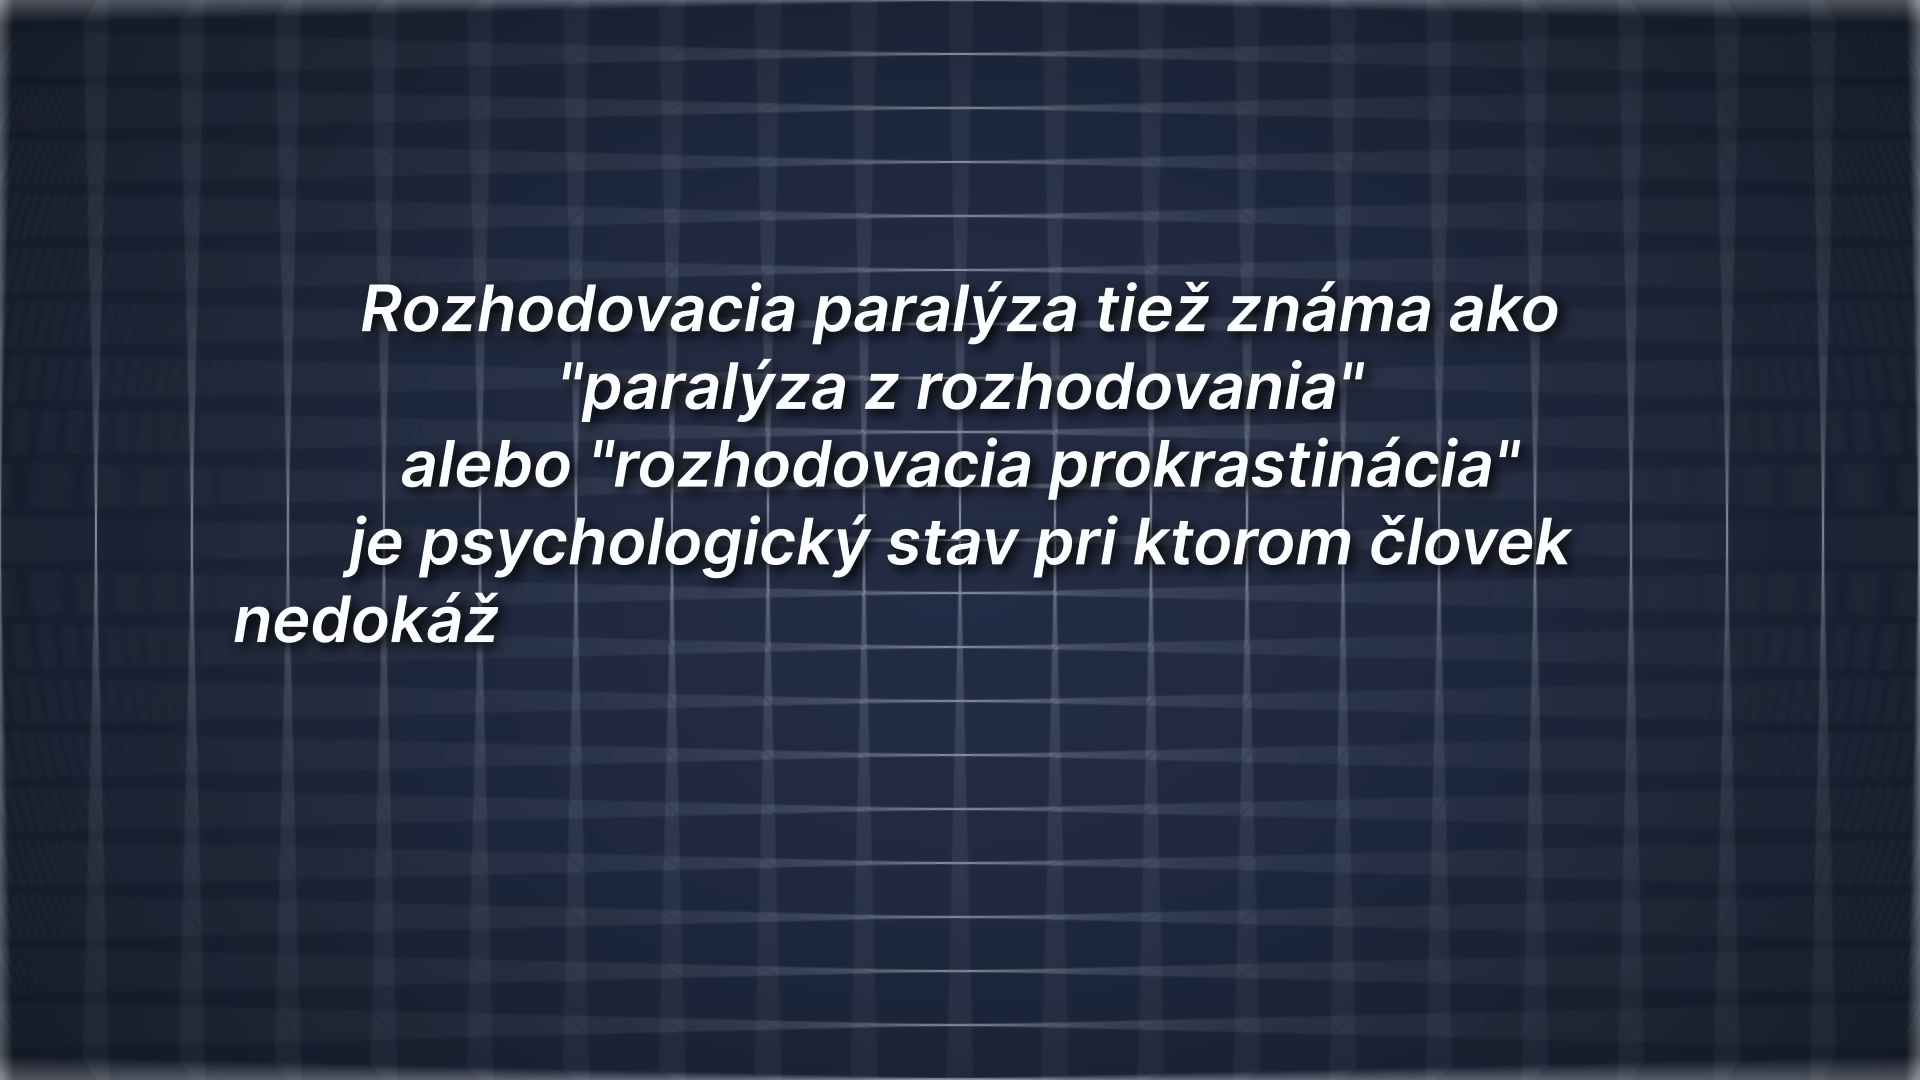 Rozhodovacia paralýza tiež známa ako
"paralýza z rozhodovania"
alebo "rozhodovacia prokrastinácia"
je psychologický stav pri ktorom človek
nedokáž